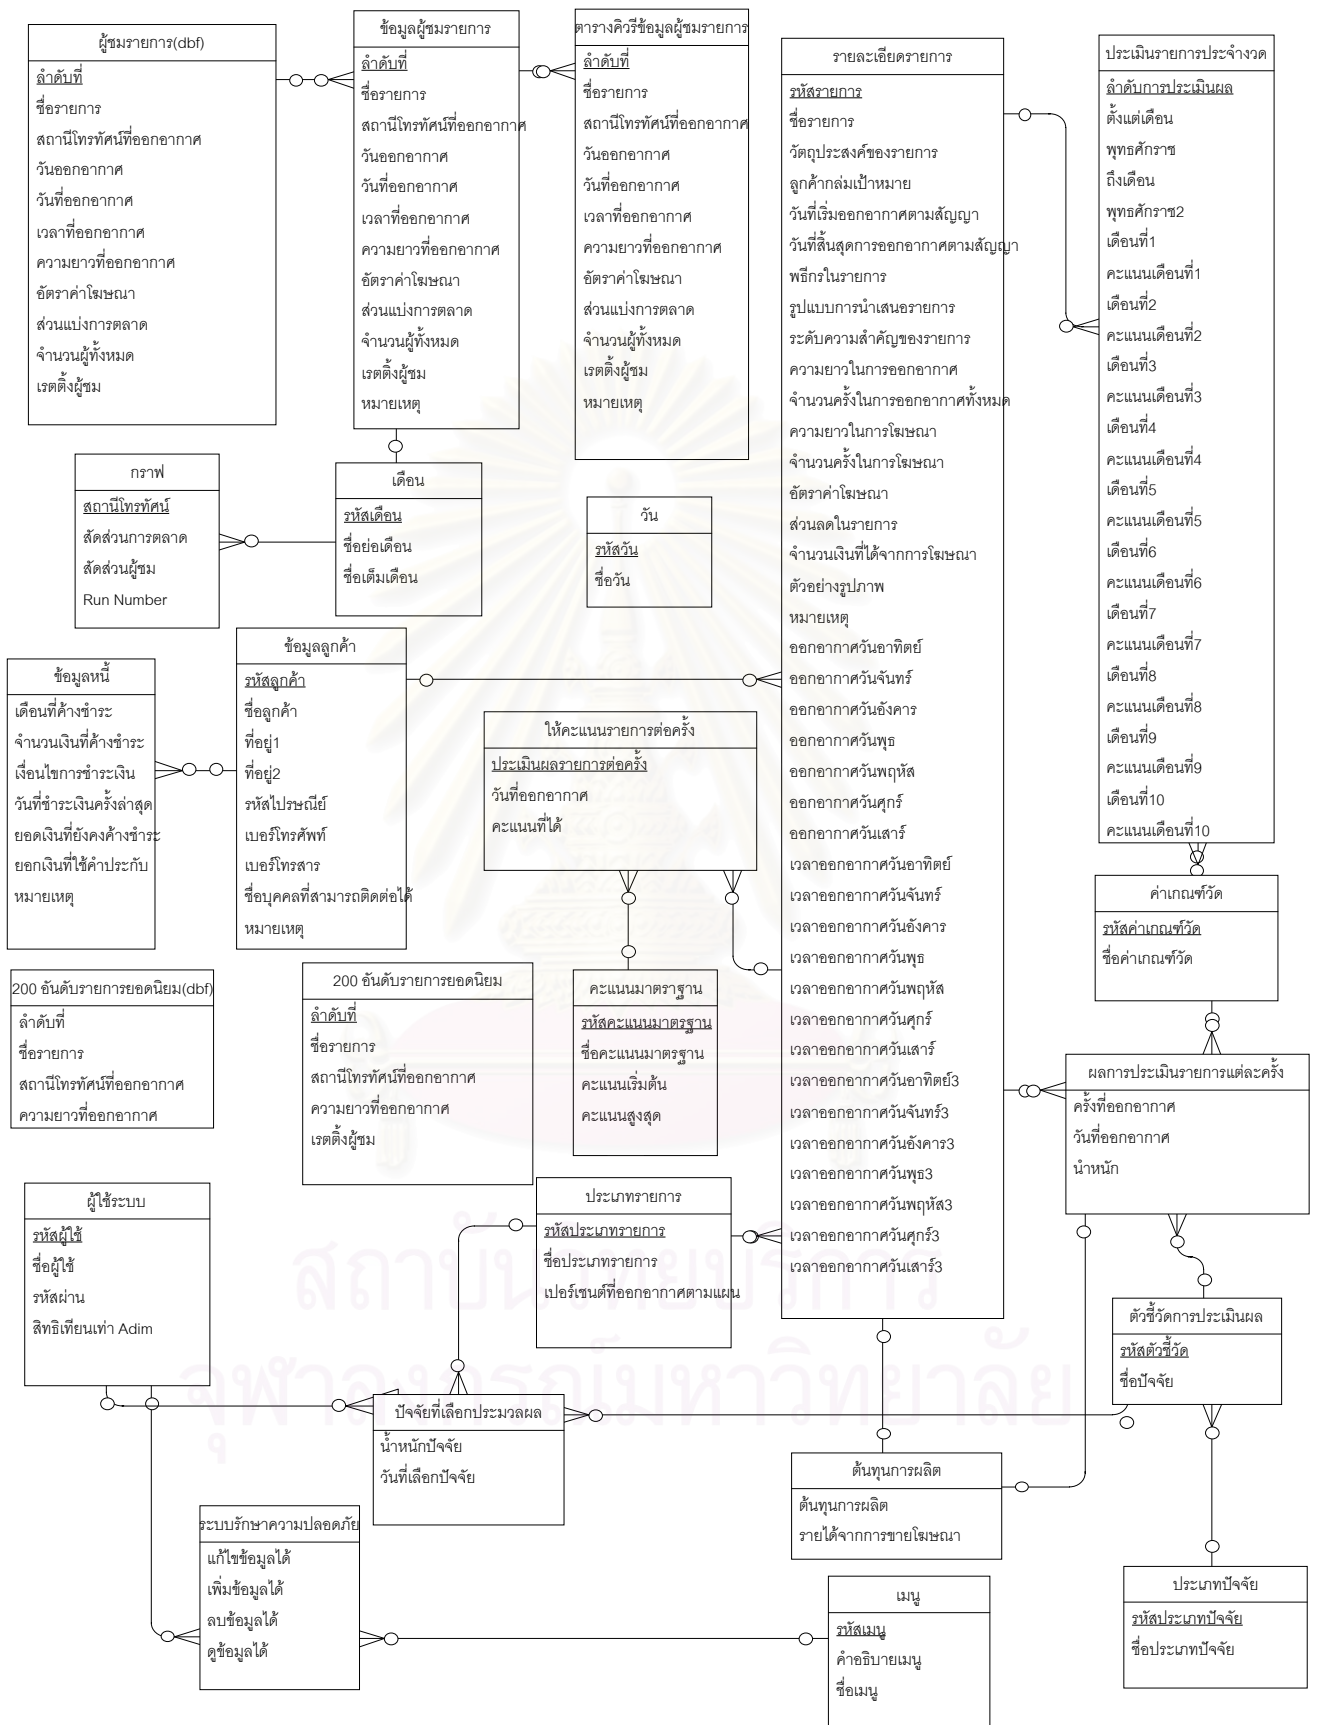 ผู้ชมรายการ(dbf)
ลำดับที่
ชื่อรายการ
สถานีโทรทัศน์ที่ออกอากาศ
วันออกอากาศ
วันที่ออกอากาศ
เวลาที่ออกอากาศ
ความยาวที่ออกอากาศ
อัตราค่าโฆษณา
ส่วนแบ่งการตลาด
จำนวนผู้ทั้งหมด
เรตติ้งผู้ชม
ข้อมูลผู้ชมรายการ
ลำดับที่
ชื่อรายการ
สถานีโทรทัศน์ที่ออกอากาศ
วันออกอากาศ
วันที่ออกอากาศ
เวลาที่ออกอากาศ
ความยาวที่ออกอากาศ
อัตราค่าโฆษณา
ส่วนแบ่งการตลาด
จำนวนผู้ทั้งหมด
เรตติ้งผู้ชม
หมายเหตุ
ตารางคิวรีข้อมูลผู้ชมรายการ
ลำดับที่
ชื่อรายการ
สถานีโทรทัศน์ที่ออกอากาศ
วันออกอากาศ
วันที่ออกอากาศ
เวลาที่ออกอากาศ
ความยาวที่ออกอากาศ
อัตราค่าโฆษณา
ส่วนแบ่งการตลาด
จำนวนผู้ทั้งหมด
เรตติ้งผู้ชม
หมายเหตุ
รายละเอียดรายการ
รหัสรายการ
ชื่อรายการ
วัตถุประสงค์ของรายการ
ลูกค้ากลุ่มเป้าหมาย
วันที่เริ่มออกอากาศตามสัญญา
วันที่สิ้นสุดการออกอากาศตามสัญญา
พธีกรในรายการ
รูปแบบการนำเสนอรายการ
ระดับความสำคัญของรายการ
ความยาวในการออกอากาศ
จำนวนครั้งในการออกอากาศทั้งหมด
ความยาวในการโฆษณา
จำนวนครั้งในการโฆษณา
อัตราค่าโฆษณา
ส่วนลดในรายการ
จำนวนเงินที่ได้จากการโฆษณา
ตัวอย่างรูปภาพ
หมายเหตุ
ออกอากาศวันอาทิตย์
ออกอากาศวันจันทร์
ออกอากาศวันอังคาร
ออกอากาศวันพุธ
ออกอากาศวันพฤหัส
ออกอากาศวันศุกร์
ออกอากาศวันเสาร์
เวลาออกอากาศวันอาทิตย์
เวลาออกอากาศวันจันทร์
เวลาออกอากาศวันอังคาร
เวลาออกอากาศวันพุธ
เวลาออกอากาศวันพฤหัส
เวลาออกอากาศวันศุกร์
เวลาออกอากาศวันเสาร์
เวลาออกอากาศวันอาทิตย์3
เวลาออกอากาศวันจันทร์3
เวลาออกอากาศวันอังคาร3
เวลาออกอากาศวันพุธ3
เวลาออกอากาศวันพฤหัส3
เวลาออกอากาศวันศุกร์3
เวลาออกอากาศวันเสาร์3
ประเมินรายการประจำงวด
ลำดับการประเมินผล
ตั้งแต่เดือน
พุทธศักราช
ถึงเดือน
พุทธศักราช2
เดือนที่1
คะแนนเดือนที่1
เดือนที่2
คะแนนเดือนที่2
เดือนที่3
คะแนนเดือนที่3
เดือนที่4
คะแนนเดือนที่4
เดือนที่5
คะแนนเดือนที่5
เดือนที่6
คะแนนเดือนที่6
เดือนที่7
คะแนนเดือนที่7
เดือนที่8
คะแนนเดือนที่8
เดือนที่9
คะแนนเดือนที่9
เดือนที่10
คะแนนเดือนที่10
กราฟ
สถานีโทรทัศน์
สัดส่วนการตลาด
สัดส่วนผู้ชม
Run Number
เดือน
รหัสเดือน
ชื่อย่อเดือน
ชื่อเต็มเดือน
วัน
รหัสวัน
ชื่อวัน
ข้อมูลหนี้
เดือนที่ค้างชำระ
จำนวนเงินที่ค้างชำระ
เงื่อนไขการชำระเงิน
วันที่ชำระเงินครั้งล่าสุด
ยอดเงินที่ยังคงค้างชำระ
ยอกเงินที่ใช้ค้ำประกับ
หมายเหตุ
ข้อมูลลูกค้า
รหัสลูกค้า
ชื่อลูกค้า
ที่อยู่1
ที่อยู่2
รหัสไปรษณีย์
เบอร์โทรศัพท์
เบอร์โทรสาร
ชื่อบุคคลที่สามารถติดต่อได้
หมายเหตุ
ให้คะแนนรายการต่อครั้ง
ประเมินผลรายการต่อครั้ง
วันที่ออกอากาศ
คะแนนที่ได้
ค่าเกณฑ์วัด
รหัสค่าเกณฑ์วัด
ชื่อค่าเกณฑ์วัด
200 อันดับรายการยอดนิยม(dbf)
ลำดับที่
ชื่อรายการ
สถานีโทรทัศน์ที่ออกอากาศ
ความยาวที่ออกอากาศ
200 อันดับรายการยอดนิยม
ลำดับที่
ชื่อรายการ
สถานีโทรทัศน์ที่ออกอากาศ
ความยาวที่ออกอากาศ
เรตติ้งผู้ชม
คะแนนมาตราฐาน
รหัสคะแนนมาตรฐาน
ชื่อคะแนนมาตรฐาน
คะแนนเริ่มต้น
คะแนนสูงสุด
ผลการประเมินรายการแต่ละครั้ง
ครั้งที่ออกอากาศ
วันที่ออกอากาศ
นำหนัก
ผู้ใช้ระบบ
รหัสผู้ใช้
ชื่อผู้ใช้
รหัสผ่าน
สิทธิเทียนเท่า Adim
ประเภทรายการ
รหัสประเภทรายการ
ชื่อประเภทรายการ
เปอร์เซนต์ที่ออกอากาศตามแผน
ตัวชี้วัดการประเมินผล
รหัสตัวชี้วัด
ชื่อปัจจัย
สถาบันวิทยบริการ
จุฬาลงกรณ์มหาวิทยาลัย
ปัจจัยที่เลือกประมวลผล
น้ำหนักปัจจัย
วันที่เลือกปัจจัย
ต้นทุนการผลิต
ต้นทุนการผลิต
รายได้จากการขายโฆษณา
ระบบรักษาความปลอดภัย
แก้ไขข้อมูลได้
เพิ่มข้อมูลได้
ลบข้อมูลได้
ดูข้อมูลได้
เมนู
รหัสเมนู
คำอธิบายเมนู
ชื่อเมนู
ประเภทปัจจัย
รหัสประเภทปัจจัย
ชื่อประเภทปัจจัย